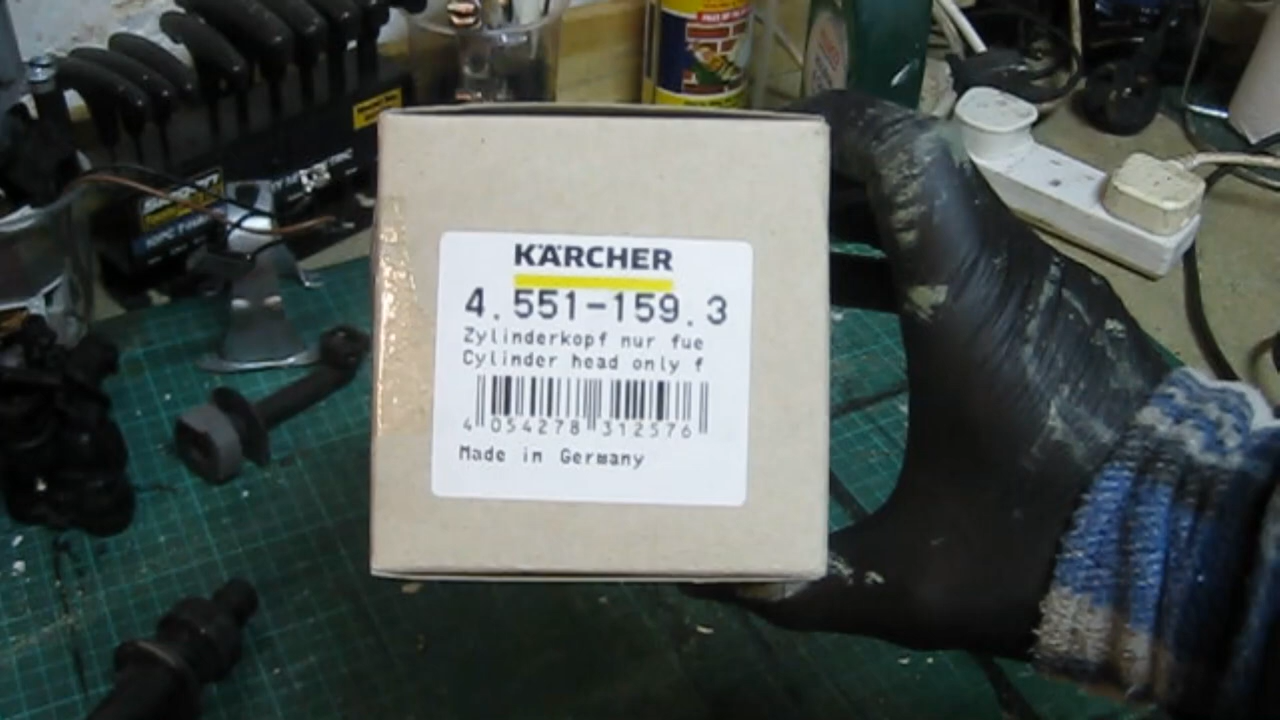 KÄRCHER
4.551-159.3
Zylinderkopf nur fue
Cylinder head only f
4 054278 312576
Made in Germany